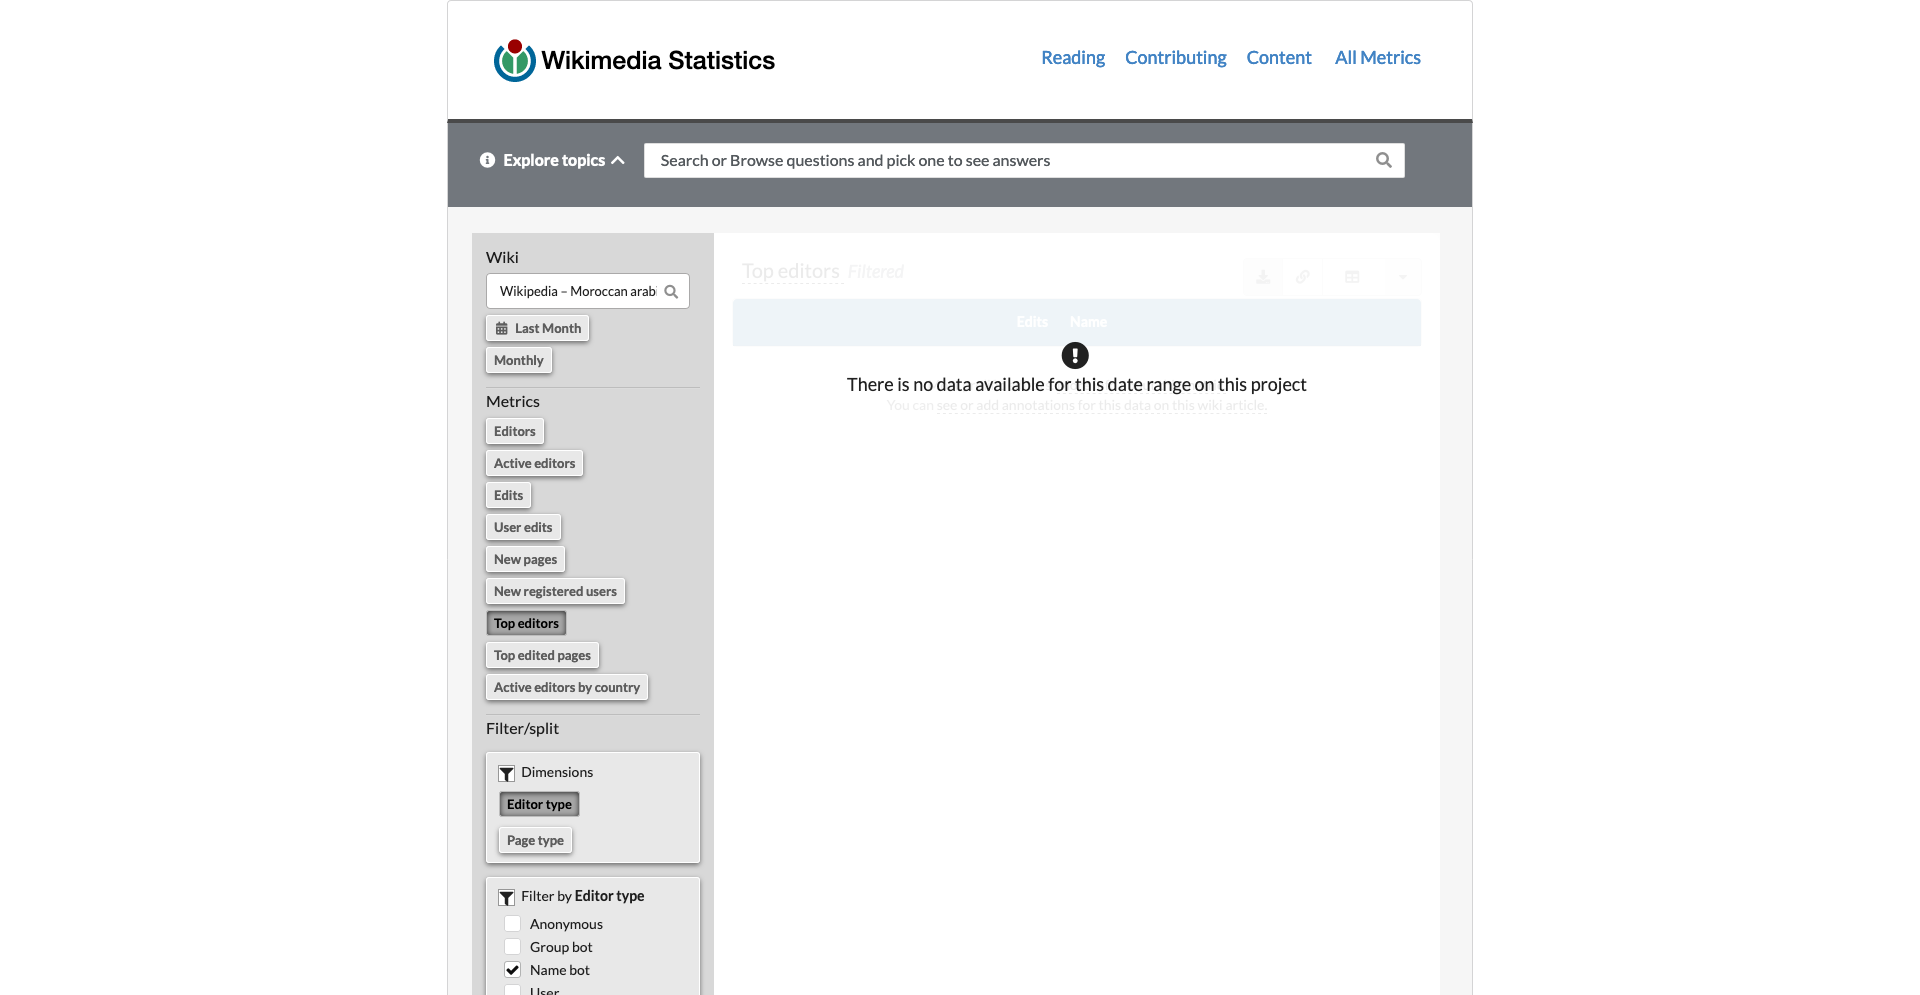 Wikimedia Statistics
Reading Contributing Content All Metrics
Explore topics
Search or Browse questions and pick one to see answers
Wiki
Wikipedia – Moroccan arabi
Last Month
Monthly
Metrics
Editors
Active editors
Edits
User edits
New pages
New registered users
Top editors
Top edited pages
Active editors by country
Filter/split
Dimensions
Editor type
Page type
Filter by Editor type
Anonymous
Group bot
Name bot
User
Top editors Filtered
Edits Name
There is no data available for this date range on this project
You can see or add annotations for this data on this wiki article.